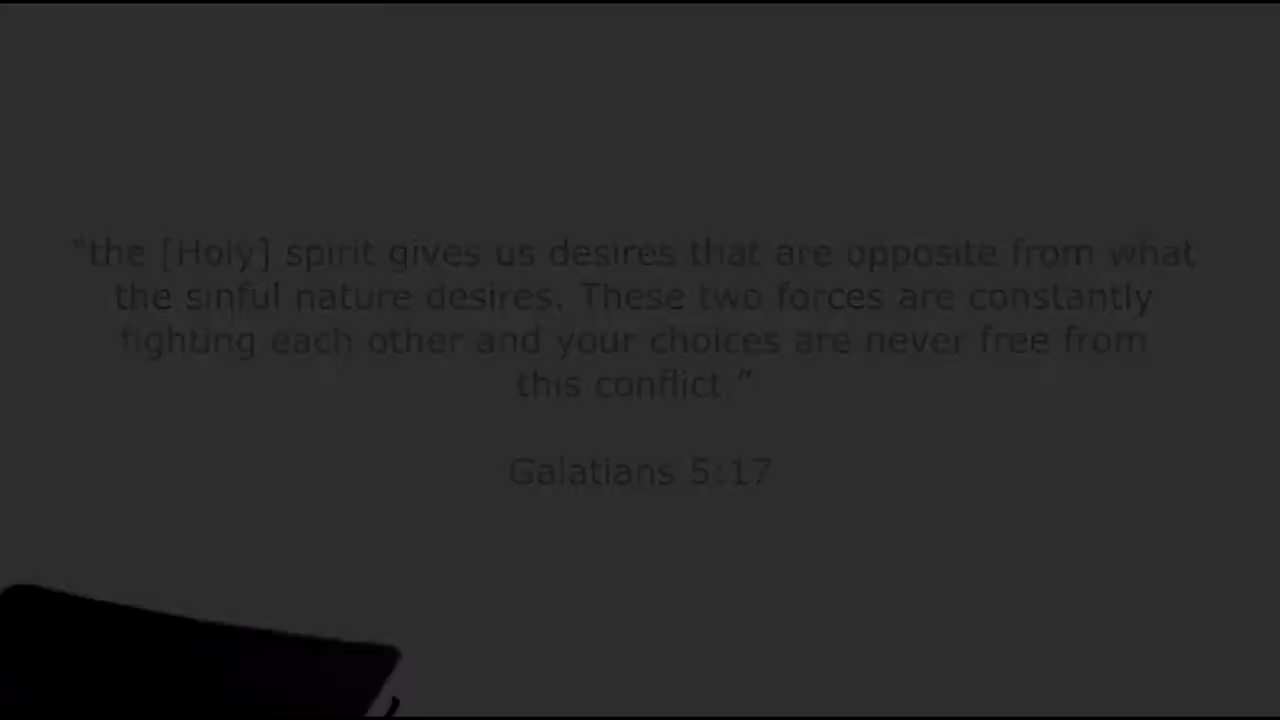 “the [Holy] spirit gives us desires that are opposite from what
the sinful nature desires. These two forces are constantly
fighting each other and your choices are never free from
this conflict.”
Galatians 5:17